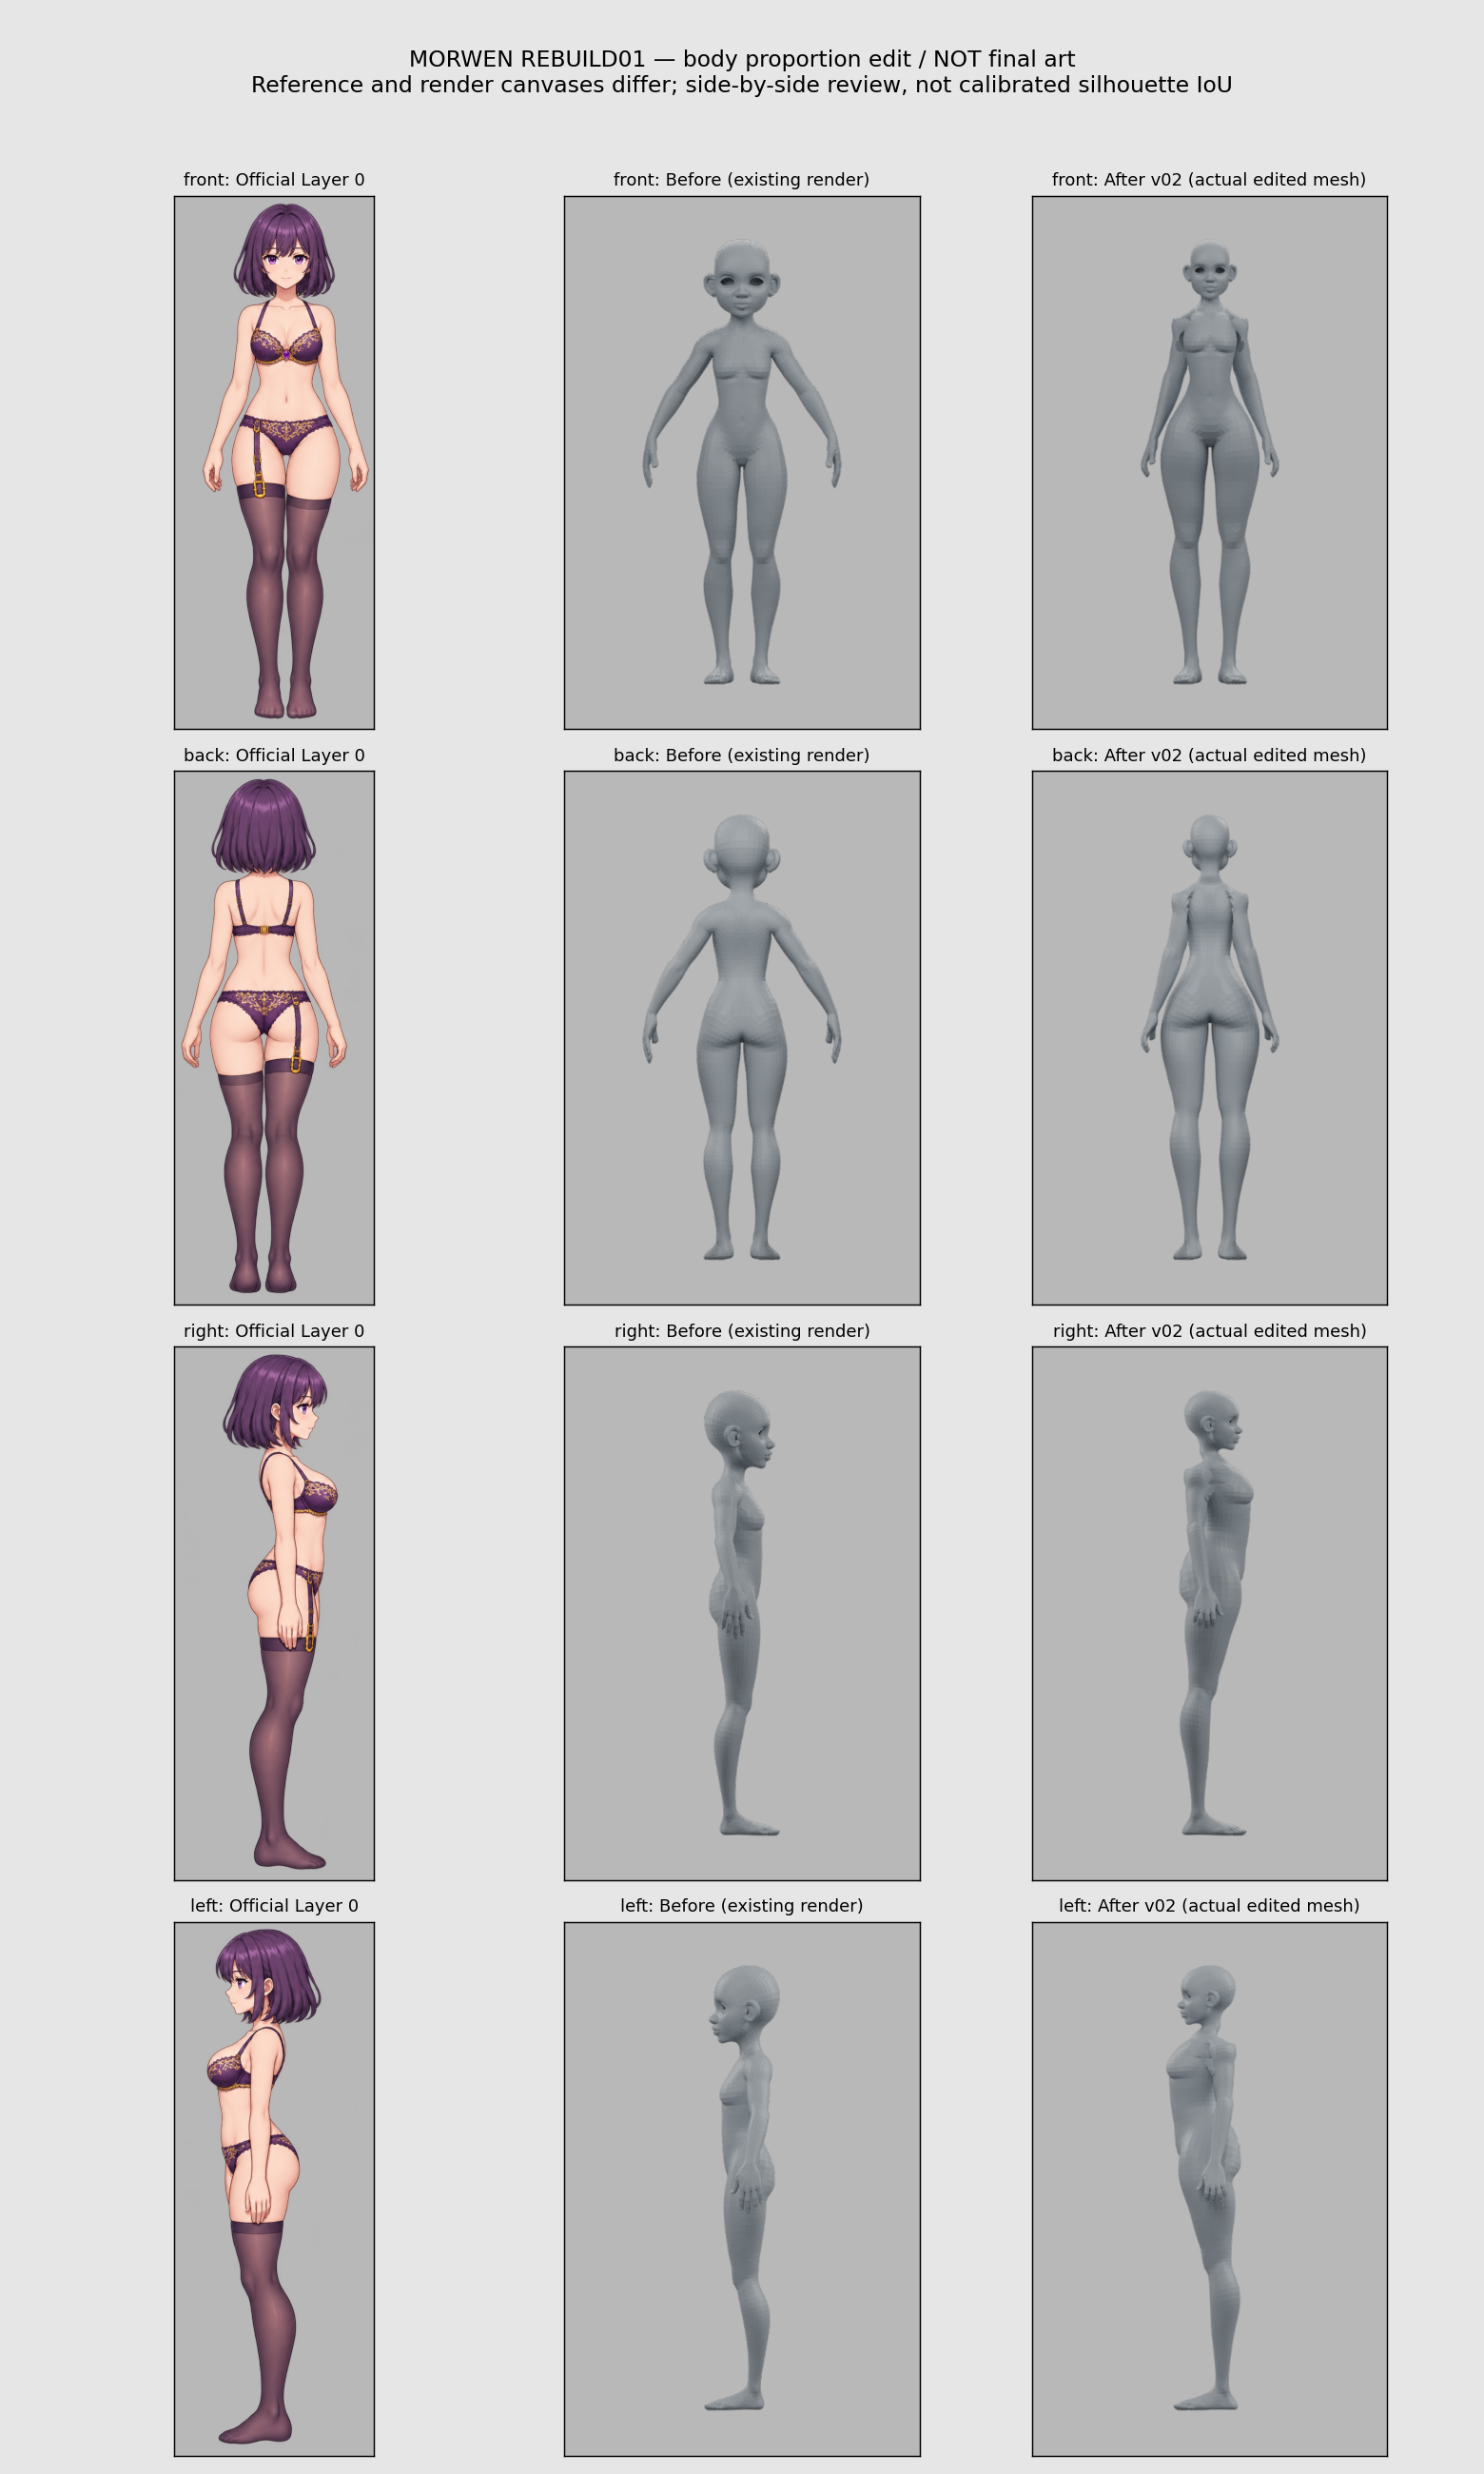 MORWEN REBUILD01 — body proportion edit / NOT final art
Reference and render canvases differ; side-by-side review, not calibrated silhouette IoU
front: Official Layer 0
front: Before (existing render)
front: After v02 (actual edited mesh)
back: Official Layer 0
back: Before (existing render)
back: After v02 (actual edited mesh)
right: Official Layer 0
right: Before (existing render)
right: After v02 (actual edited mesh)
left: Official Layer 0
left: Before (existing render)
left: After v02 (actual edited mesh)